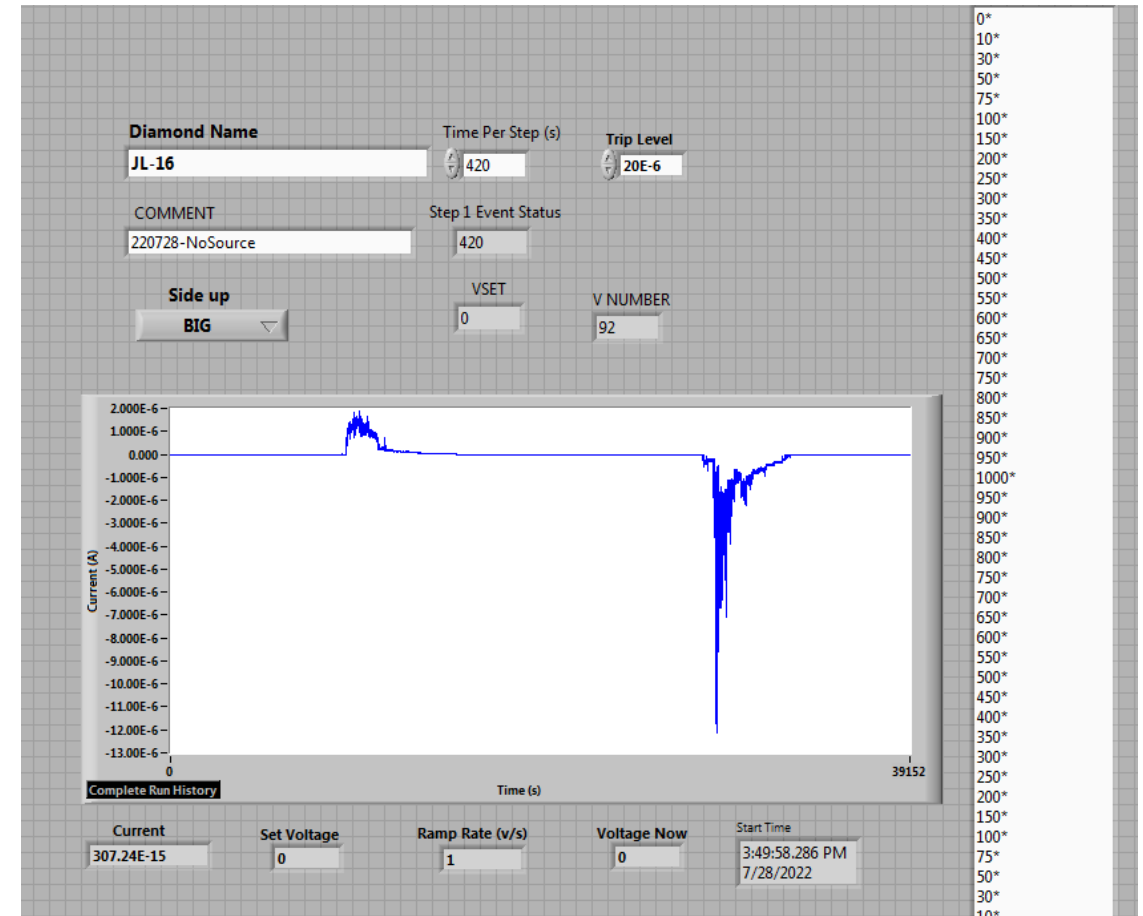 Diamond Name
JL-16
Time Per Step (s)
420
Trip Level
20E-6
COMMENT
220728-NoSource
Step 1 Event Status
420
Side up
BIG
VSET
0
V NUMBER
92
2.000E-6
1.000E-6
0.000
-1.000E-6
-2.000E-6
-3.000E-6
-4.000E-6
-5.000E-6
-6.000E-6
-7.000E-6
-8.000E-6
-9.000E-6
-10.00E-6
-11.00E-6
-12.00E-6
-13.00E-6
Current (A)
0
39152
Complete Run History
Time (s)
Current
307.24E-15
Set Voltage
0
Ramp Rate (v/s)
1
Voltage Now
0
Start Time
3:49:58.286 PM
7/28/2022
0*
10*
30*
50*
75*
100*
150*
200*
250*
300*
350*
400*
450*
500*
550*
600*
650*
700*
750*
800*
850*
900*
950*
1000*
950*
900*
850*
800*
750*
700*
650*
600*
550*
500*
450*
400*
350*
300*
250*
200*
150*
100*
75*
50*
30*
10*